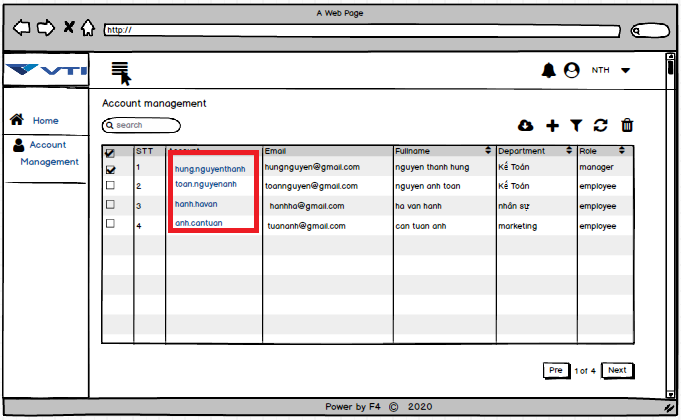 A Web Page
http://
VTI
NTH
Home
Account
Management
Account management
search
STT Account Email Fullname Department Role
1 hung.nguyenthanh hungnguyen@gmail.com nguyen thanh hung Kế Toán manager
2 toan.nguyenanh toannguyen@gmail.com nguyen anh toan Kế Toán employee
3 hanh.havan hanhha@gmail.com ha van hanh nhân sự employee
4 anh.cantuan tuananh@gmail.com can tuan anh marketing employee
Pre 1 of 4 Next
Power by F4 © 2020